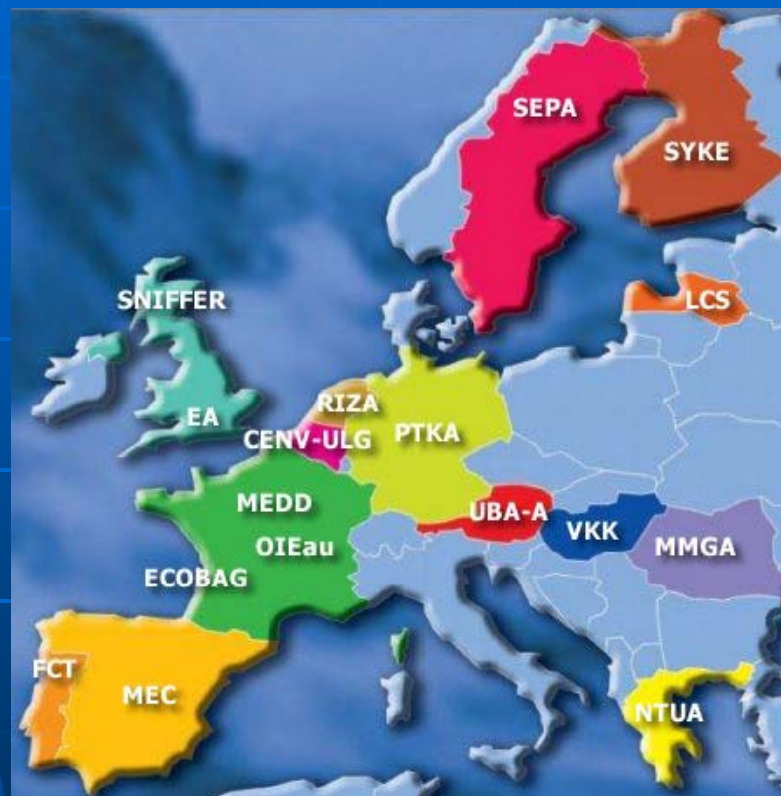 SEPA
SYKE
SNIFFER
LCS
EA
RIZA
CENV-ULG
PTKA
MEDD
UBA-A
VKK
OIEau
MMGA
ECOBAG
FCT
MEC
NTUA